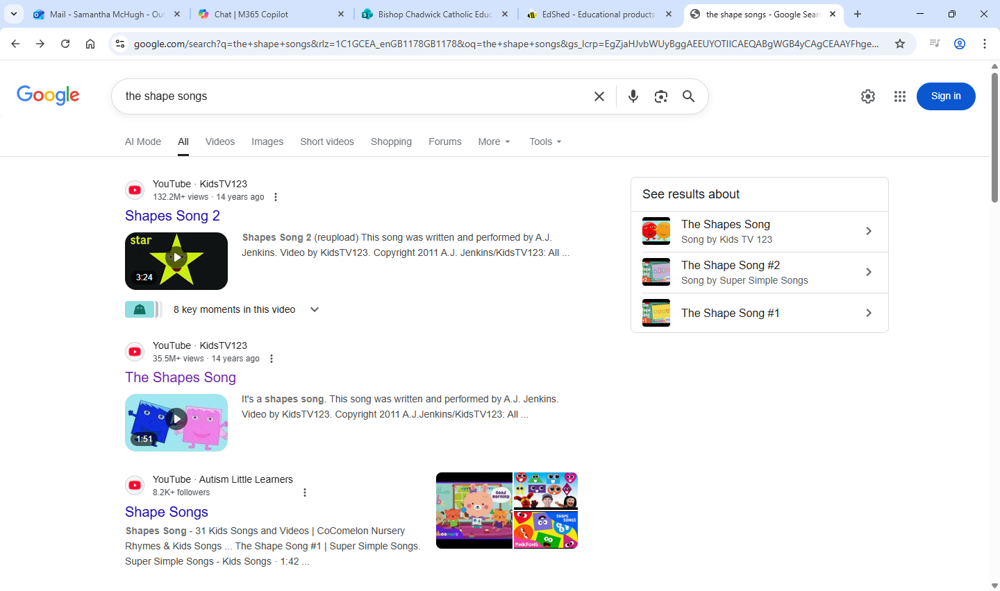 Mail - Samantha McHugh - Out
Chat | M365 Copilot
Bishop Chadwick Catholic Educ
EdShed - Educational products
the shape songs - Google Sear
google.com/search?q=the+shape+songs&rlz=1C1GCEA_enGB1178GB1178&oq=the+shape+songs&gs_lcrp=EgZjaHJvbWUyBggAEEUYOTIICAEQABgWGB4yCAgCEAAYFhge...
Google
the shape songs
Sign in
AI Mode
All
Videos
Images
Short videos
Shopping
Forums
More
Tools
YouTube · KidsTV123
132.2M+ views · 14 years ago
Shapes Song 2
star
3:24
Shapes Song 2 (reupload) This song was written and performed by A.J.
Jenkins. Video by KidsTV123. Copyright 2011 A.J. Jenkins/KidsTV123: All ...
8 key moments in this video
YouTube · KidsTV123
35.5M+ views · 14 years ago
The Shapes Song
1:51
It's a shapes song. This song was written and performed by A.J. Jenkins.
Video by KidsTV123. Copyright 2011 A.J.Jenkins/KidsTV123: All ...
YouTube · Autism Little Learners
8.2K+ followers
Shape Songs
Shapes Song - 31 Kids Songs and Videos | CoComelon Nursery
Rhymes & Kids Songs ... The Shape Song #1 | Super Simple Songs.
Super Simple Songs - Kids Songs · 1:42 ...
Good
morning
SHAPE
SONGS
PINKFONG
See results about
The Shapes Song
Song by Kids TV 123
The Shape Song #2
Song by Super Simple Songs
The Shape Song #1